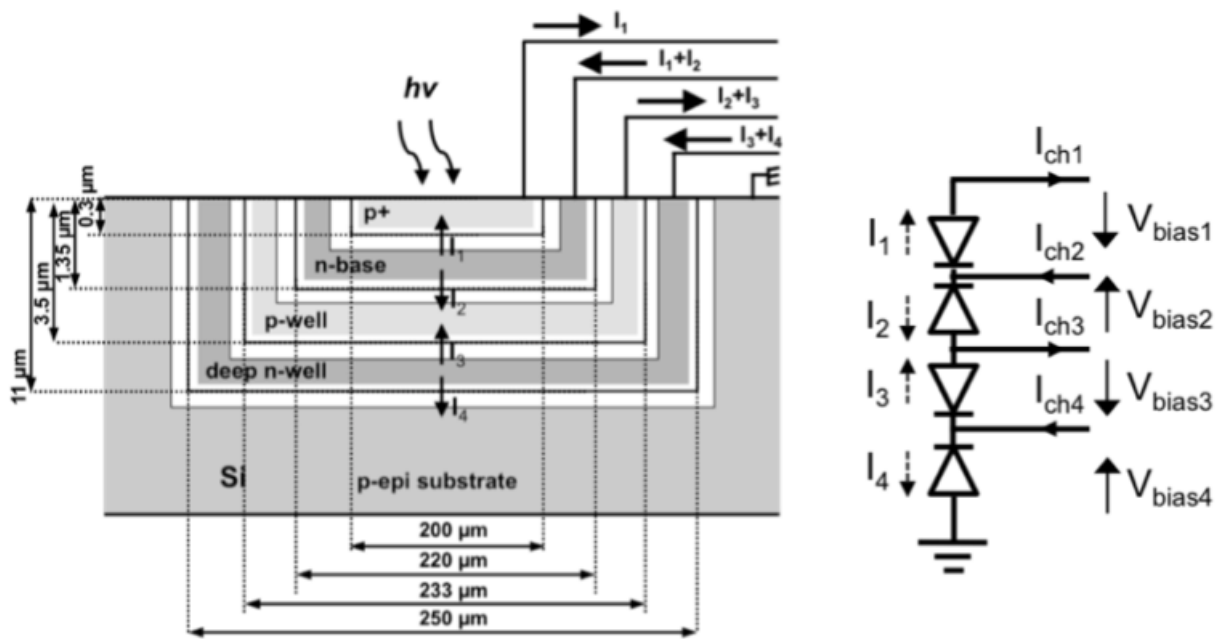 I1
I1+I2
hν
I2+I3
I3+I4
0.3 µm
1.35 µm
3.5 µm
11 µm
p+
I1
n-base
I2
p-well
I3
deep n-well
I4
Si
p-epi substrate
200 µm
220 µm
233 µm
250 µm
Ich1
I1
Vbias1
Ich2
I2
Vbias2
Ich3
I3
Vbias3
Ich4
I4
Vbias4